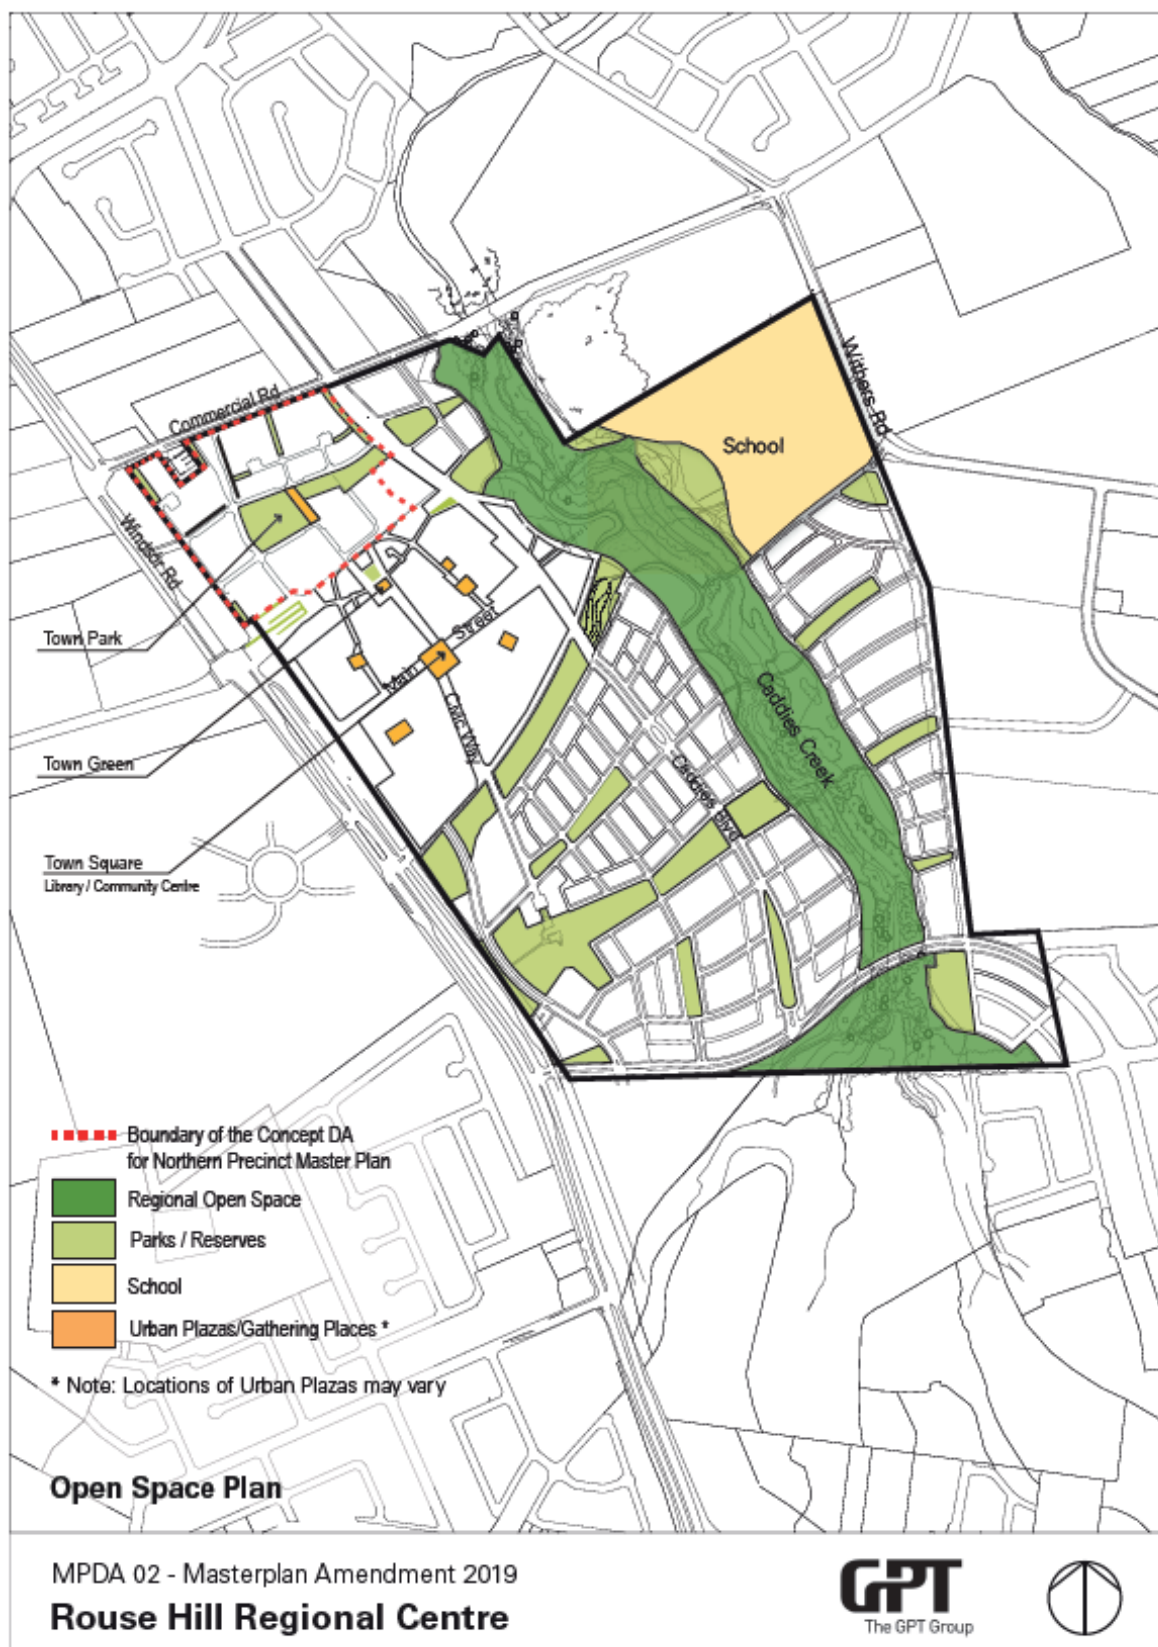 Commercial Rd
Withers Rd
School
Windsor Rd
Town Park
Main Street
Civic Way
Caddies Creek
Caddies Blvd
Town Green
Town Square
Library / Community Centre
Boundary of the Concept DA
for Northern Precinct Master Plan
Regional Open Space
Parks / Reserves
School
Urban Plazas/Gathering Places *
* Note: Locations of Urban Plazas may vary
Open Space Plan
MPDA 02 - Masterplan Amendment 2019
Rouse Hill Regional Centre
GPT
The GPT Group